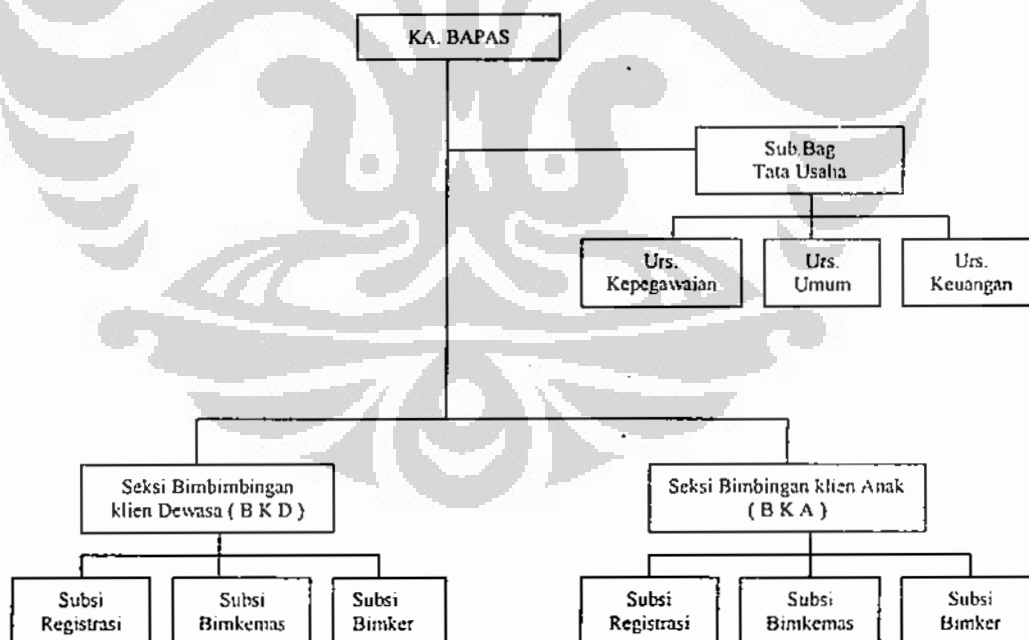 KA. BAPAS
Sub.Bag
Tata Usaha
Urs.
Kepegawaian
Urs.
Umum
Urs.
Keuangan
Seksi Bimbimbingan
klien Dewasa ( B K D )
Seksi Bimbingan klien Anak
( B K A )
Subsi
Registrasi
Subsi
Bimkemas
Subsi
Bimker
Subsi
Registrasi
Subsi
Bimkemas
Subsi
Bimker